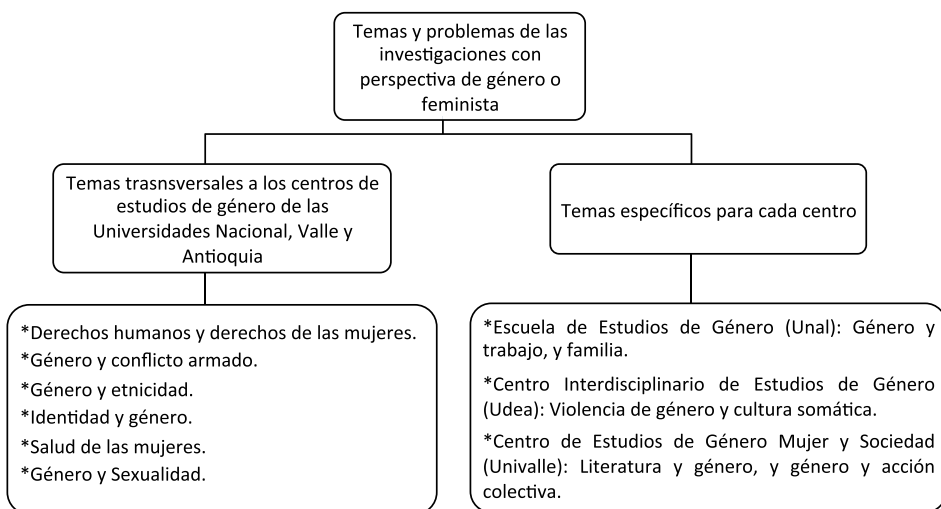 Temas y problemas de las
investigaciones con
perspectiva de género o
feminista
Temas trasnversales a los centros de
estudios de género de las
Universidades Nacional, Valle y
Antioquia
*Derechos humanos y derechos de las mujeres.
*Género y conflicto armado.
*Género y etnicidad.
*Identidad y género.
*Salud de las mujeres.
*Género y Sexualidad.
Temas específicos para cada centro
*Escuela de Estudios de Género (Unal): Género y
trabajo, y familia.
*Centro Interdisciplinario de Estudios de Género
(Udea): Violencia de género y cultura somática.
*Centro de Estudios de Género Mujer y Sociedad
(Univalle): Literatura y género, y género y acción
colectiva.